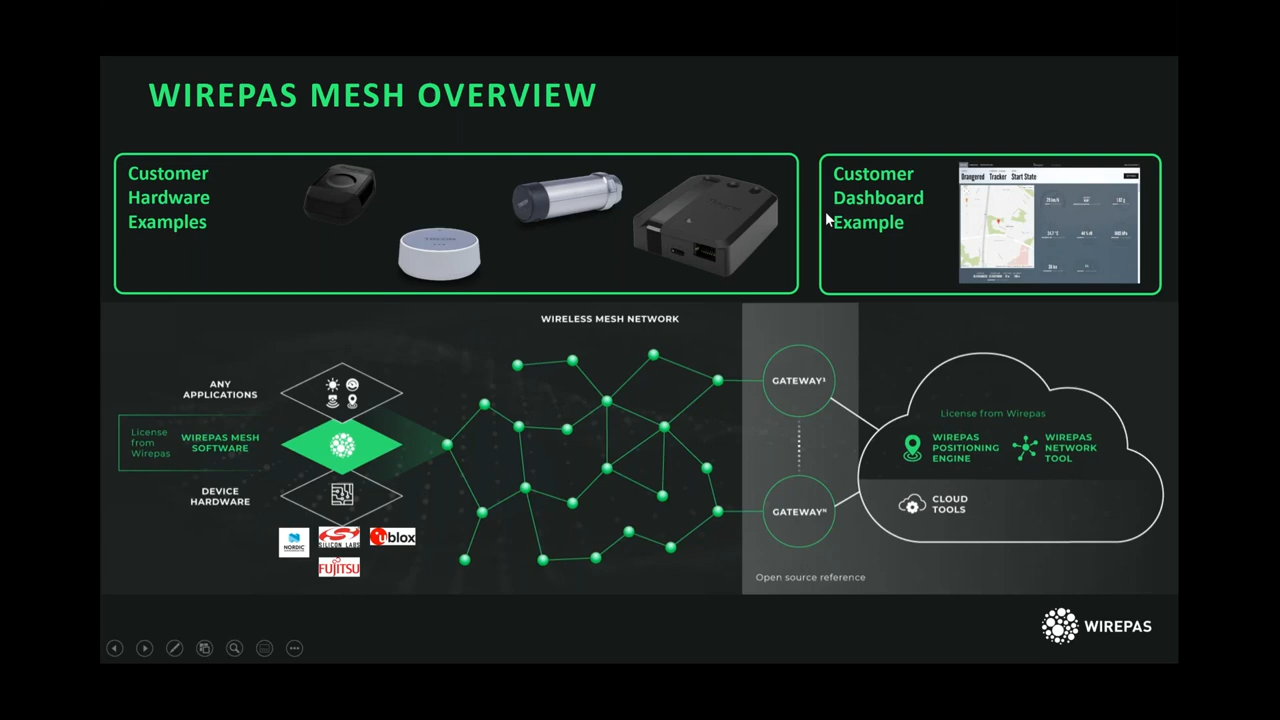 WIREPAS MESH OVERVIEW
Customer
Hardware
Examples
Customer
Dashboard
Example
Orangered Tracker Start State
WIRELESS MESH NETWORK
ANY
APPLICATIONS
License
from
Wirepas
WIREPAS MESH
SOFTWARE
DEVICE
HARDWARE
NORDIC
SILICON LABS
ublox
FUJITSU
GATEWAY¹
GATEWAYᴺ
Open source reference
License from Wirepas
WIREPAS
POSITIONING
ENGINE
WIREPAS
NETWORK
TOOL
CLOUD
TOOLS
WIREPAS